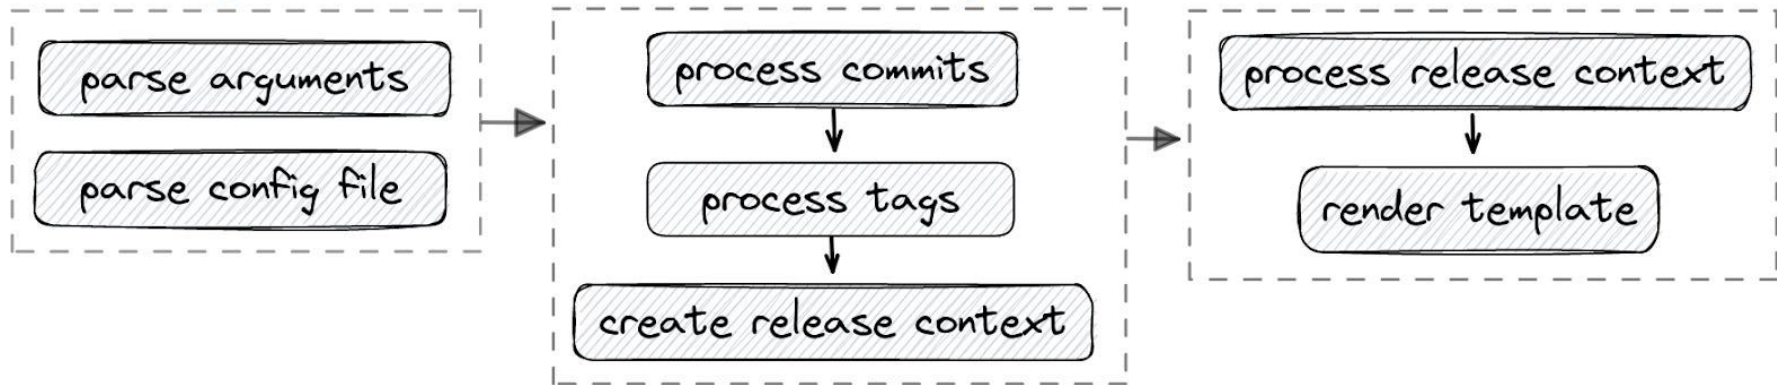 parse arguments
parse config file
process commits
process tags
create release context
process release context
render template